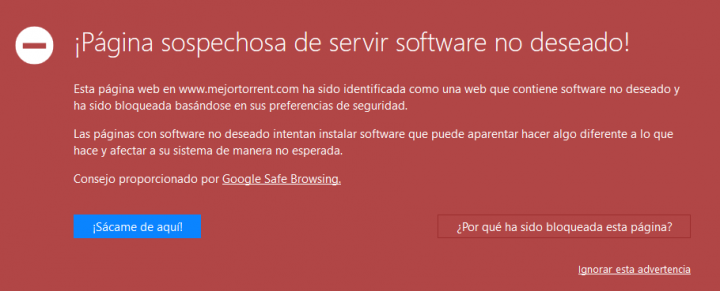 ¡Página sospechosa de servir software no deseado!
Esta página web en www.mejortorrent.com ha sido identificada como una web que contiene software no deseado y
ha sido bloqueada basándose en sus preferencias de seguridad.
Las páginas con software no deseado intentan instalar software que puede aparentar hacer algo diferente a lo que
hace y afectar a su sistema de manera no esperada.
Consejo proporcionado por Google Safe Browsing.
¡Sácame de aquí!
¿Por qué ha sido bloqueada esta página?
Ignorar esta advertencia